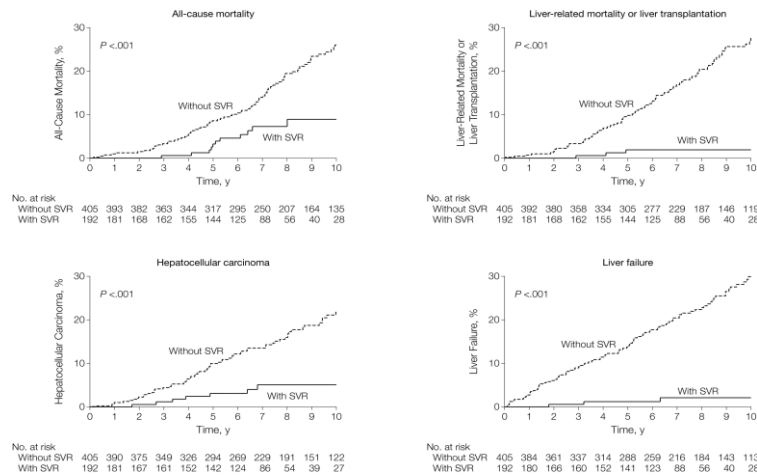 All-cause mortality
All-Cause Mortality, %
30
20
10
0
P <.001
Without SVR
With SVR
0 1 2 3 4 5 6 7 8 9 10
Time, y
No. at risk
Without SVR 405 393 382 363 344 317 295 250 207 164 135
With SVR 192 181 168 162 155 144 125 88 56 40 28
Liver-related mortality or liver transplantation
Liver-Related Mortality or
Liver Transplantation, %
30
20
10
0
P <.001
Without SVR
With SVR
0 1 2 3 4 5 6 7 8 9 10
Time, y
No. at risk
Without SVR 405 392 380 358 334 305 277 229 187 146 119
With SVR 192 181 168 162 155 144 125 88 56 40 28
Hepatocellular carcinoma
Hepatocellular Carcinoma, %
30
20
10
0
P <.001
Without SVR
With SVR
0 1 2 3 4 5 6 7 8 9 10
Time, y
No. at risk
Without SVR 405 390 375 349 326 294 269 229 191 151 122
With SVR 192 181 167 161 152 142 124 86 54 39 27
Liver failure
Liver Failure, %
30
20
10
0
P <.001
Without SVR
With SVR
0 1 2 3 4 5 6 7 8 9 10
Time, y
No. at risk
Without SVR 405 384 361 337 314 288 259 216 184 143 113
With SVR 192 180 166 160 152 141 123 88 56 40 28